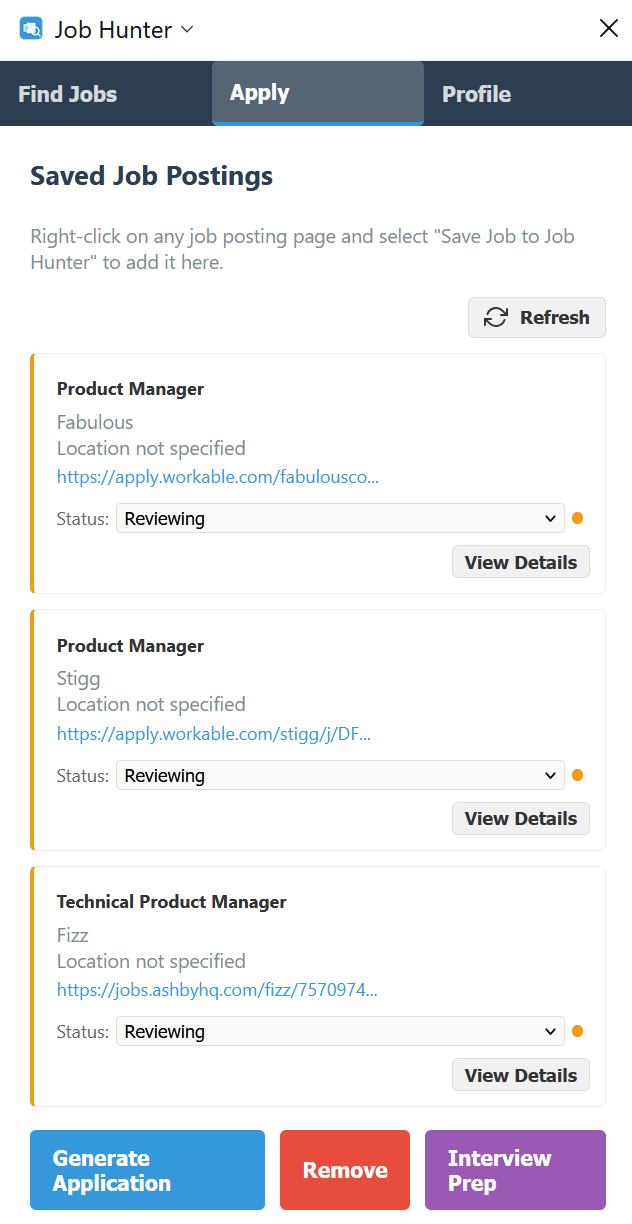 Job Hunter
Find Jobs
Apply
Profile
Saved Job Postings
Right-click on any job posting page and select "Save Job to Job
Hunter" to add it here.
Refresh
Product Manager
Fabulous
Location not specified
https://apply.workable.com/fabulousco...
Status: Reviewing
View Details
Product Manager
Stigg
Location not specified
https://apply.workable.com/stigg/j/DF...
Status: Reviewing
View Details
Technical Product Manager
Fizz
Location not specified
https://jobs.ashbyhq.com/fizz/7570974...
Status: Reviewing
View Details
Generate
Application
Remove
Interview
Prep